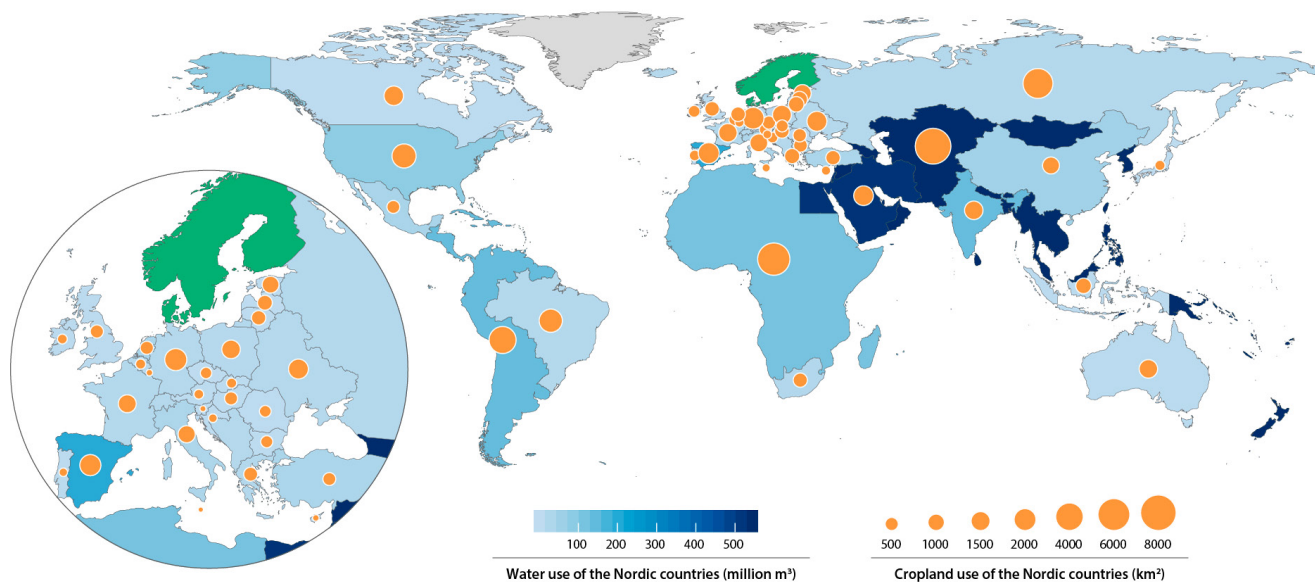 100 200 300 400 500
Water use of the Nordic countries (million m³)
500 1000 1500 2000 4000 6000 8000
Cropland use of the Nordic countries (km²)